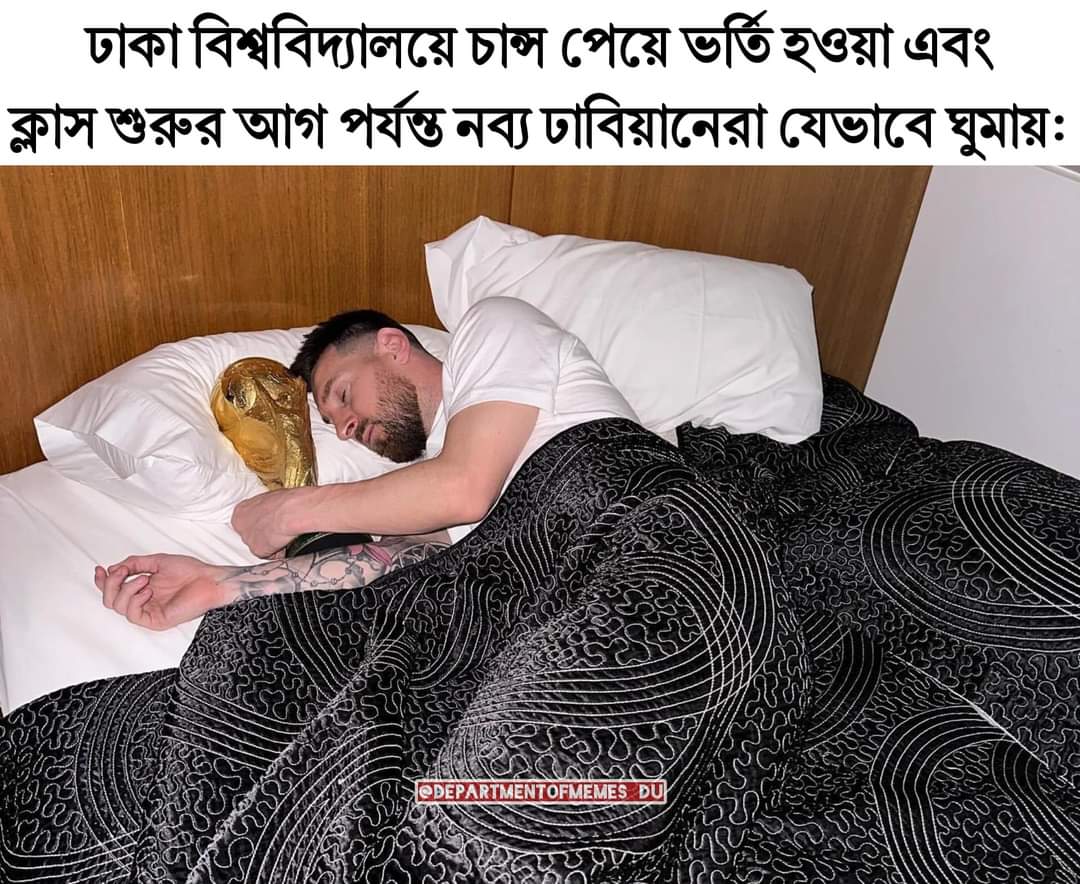 ঢাকা বিশ্ববিদ্যালয়ে চান্স পেয়ে ভর্তি হওয়া এবং
ক্লাস শুরুর আগ পর্যন্ত নব্য ঢাবিয়ানেরা যেভাবে ঘুমায়:
@DEPARTMENTOFMEMES_DU